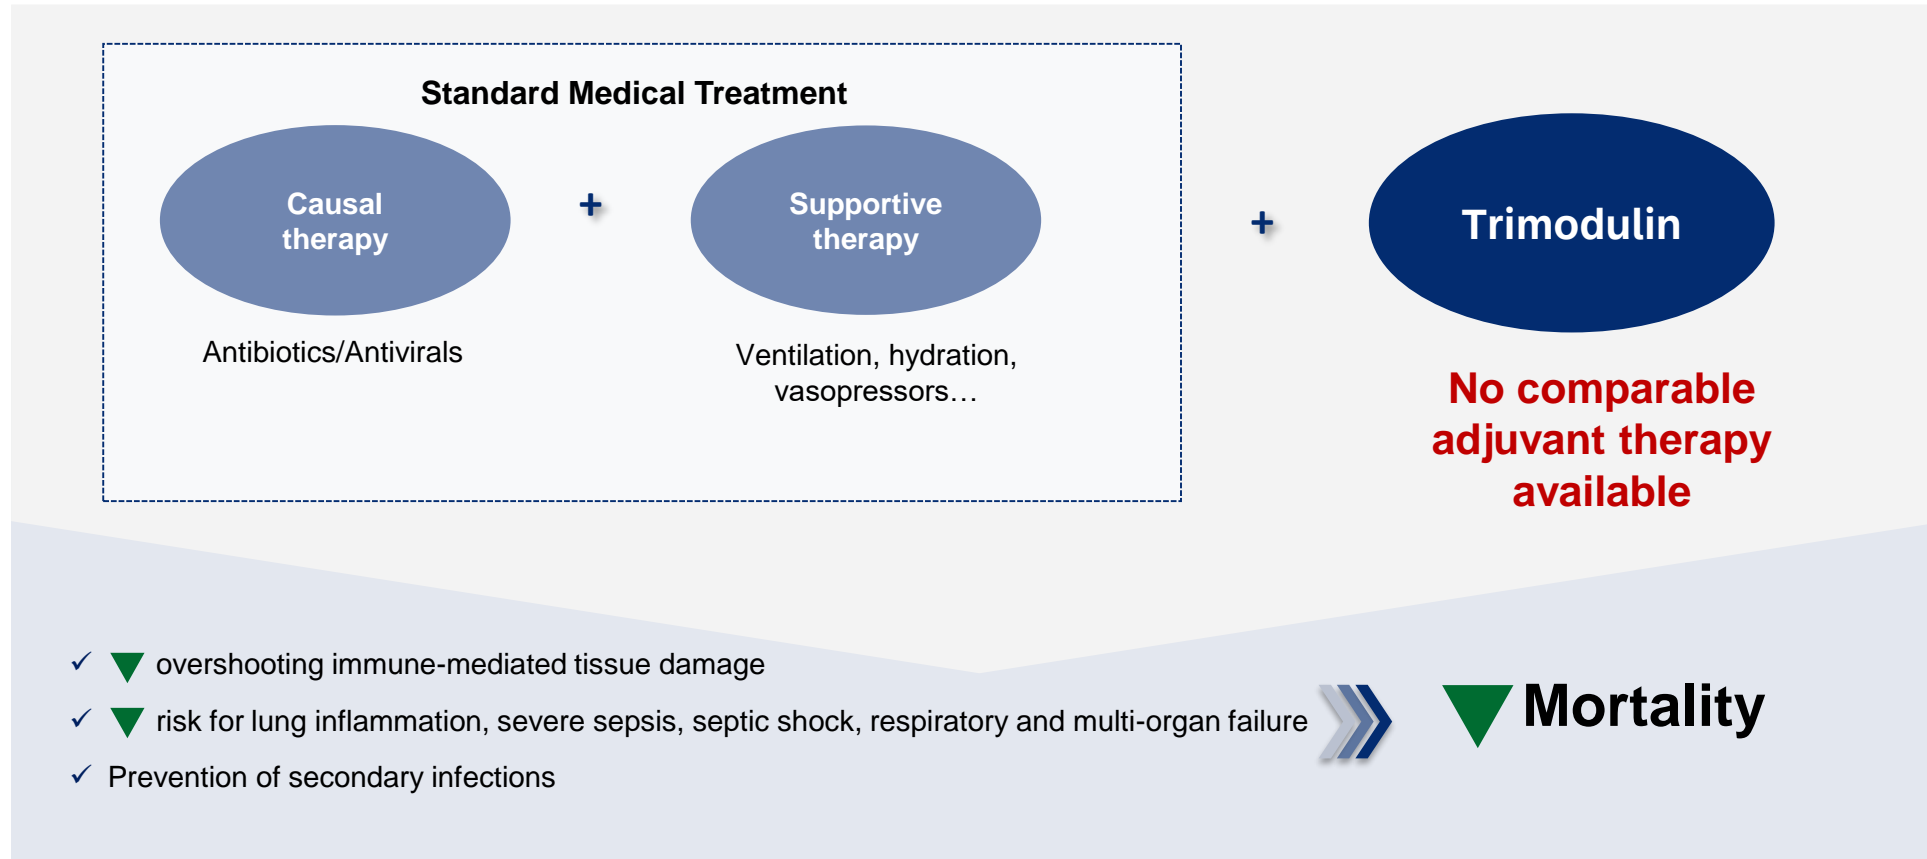 Standard Medical Treatment
Causal
therapy
+
Supportive
therapy
+
Trimodulin
Antibiotics/Antivirals
Ventilation, hydration,
vasopressors…
No comparable
adjuvant therapy
available
overshooting immune-mediated tissue damage
risk for lung inflammation, severe sepsis, septic shock, respiratory and multi-organ failure
Prevention of secondary infections
Mortality